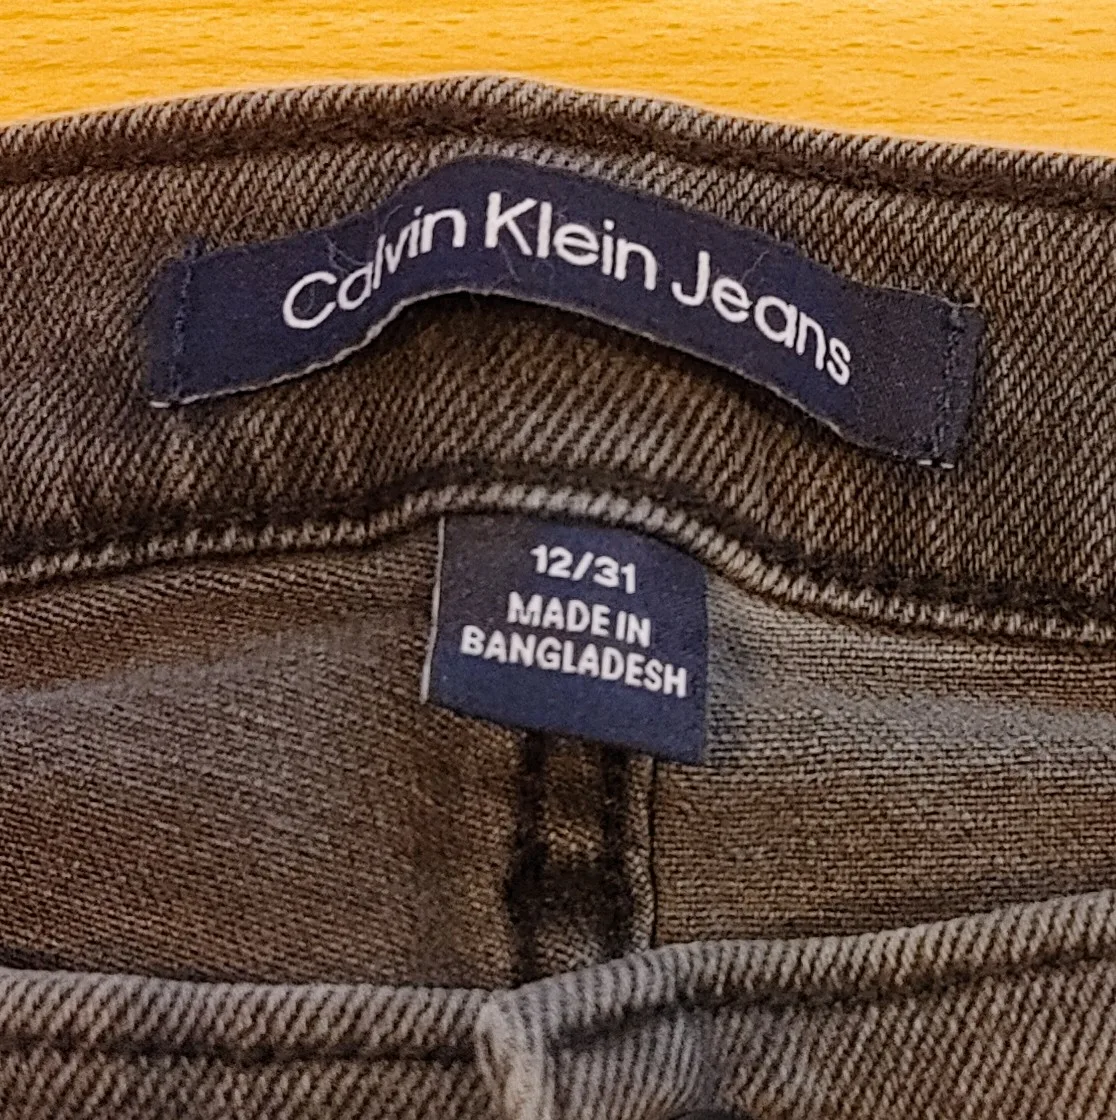 Calvin Klein Jeans
12/31
MADE IN
BANGLADESH